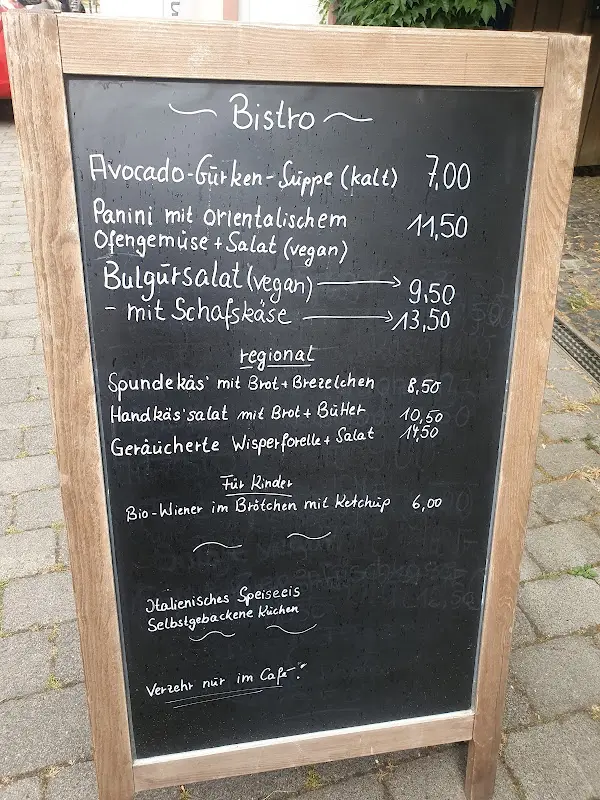 ~ Bistro ~
Avocado-Gurken-Suppe (kalt) 7,00
Panini mit orientalischem
Ofengemüse + Salat (vegan) 11,50
Bulgursalat (vegan) → 9,50
- mit Schafskäse → 13,50
regional
Spundekäs' mit Brot + Brezelchen 8,50
Handkäs'salat mit Brot + Butter 10,50
Geräucherte Wisperforelle + Salat 14,50
Für Kinder
Bio-Wiener im Brötchen mit Ketchup 6,00
Italienisches Speiseeis
Selbstgebackene Kuchen
Verzehr nur im Café!